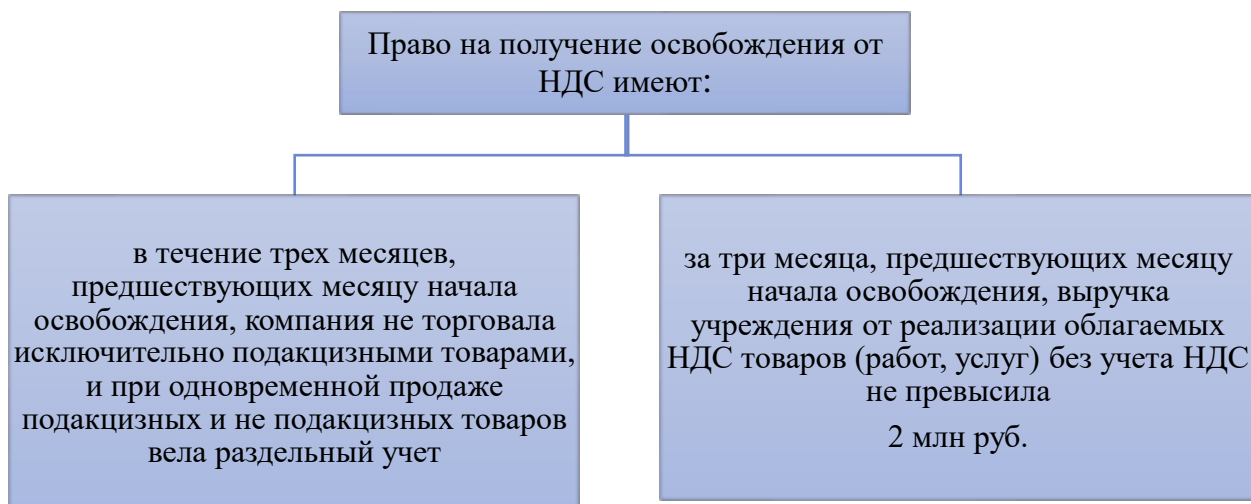 Право на получение освобождения от
НДС имеют:
в течение трех месяцев,
предшествующих месяцу начала
освобождения, компания не торговала
исключительно подакцизными товарами,
и при одновременной продаже
подакцизных и не подакцизных товаров
вела раздельный учет
за три месяца, предшествующих месяцу
начала освобождения, выручка
учреждения от реализации облагаемых
НДС товаров (работ, услуг) без учета НДС
не превысила
2 млн руб.